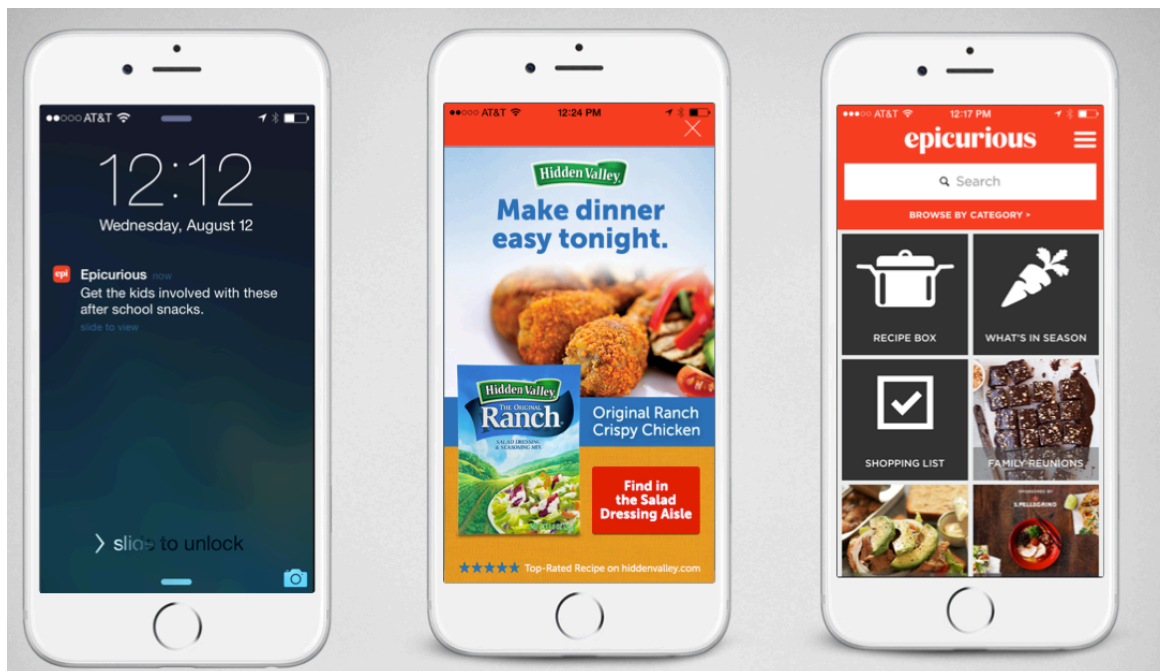 AT&T
12:12
Wednesday, August 12
epi
Epicurious now
Get the kids involved with these
after school snacks.
slide to view
slide to unlock
AT&T 12:24 PM
Hidden Valley
Make dinner
easy tonight.
Hidden Valley
THE ORIGINAL
Ranch
SALAD DRESSING
& SEASONING MIX
Original Ranch
Crispy Chicken
Find in
the Salad
Dressing Aisle
Top-Rated Recipe on hiddenvalley.com
AT&T 12:17 PM
epicurious
Search
BROWSE BY CATEGORY >
RECIPE BOX
WHAT'S IN SEASON
SHOPPING LIST
FAMILY REUNIONS
SPONSORED BY
S.PELLEGRINO